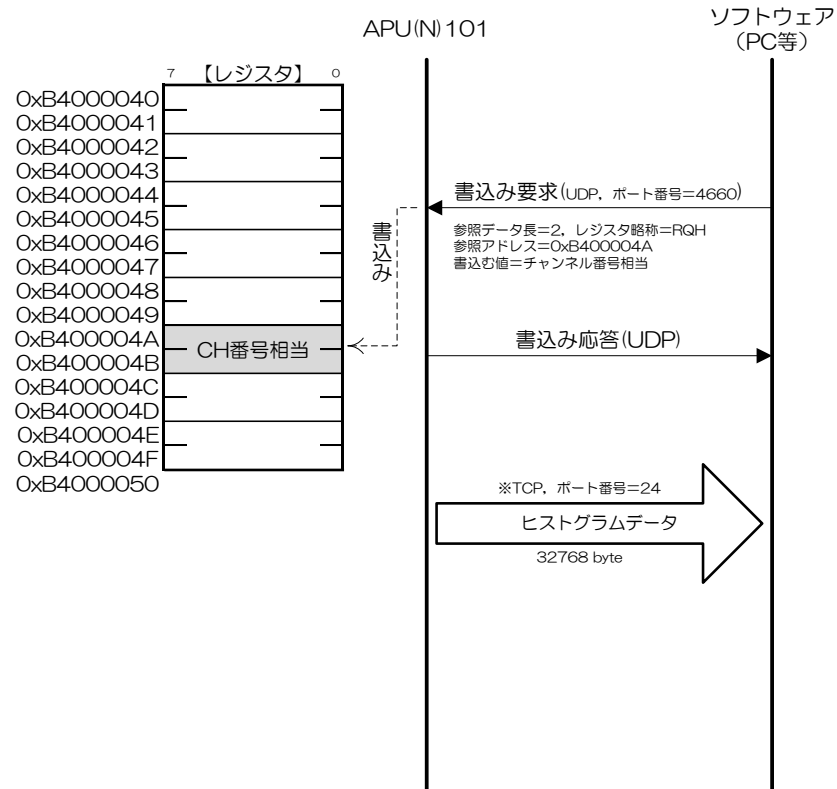 APU(N)101
ソフトウェア
（PC等）
7 【レジスタ】 0
0xB4000040
0xB4000041
0xB4000042
0xB4000043
0xB4000044
0xB4000045
0xB4000046
0xB4000047
0xB4000048
0xB4000049
0xB400004A
0xB400004B
0xB400004C
0xB400004D
0xB400004E
0xB400004F
0xB4000050
CH番号相当
書込み
書込み要求(UDP，ポート番号=4660)
参照データ長=2，レジスタ略称=RQH
参照アドレス=0xB400004A
書込む値=チャンネル番号相当
書込み応答(UDP)
※TCP，ポート番号=24
ヒストグラムデータ
32768 byte